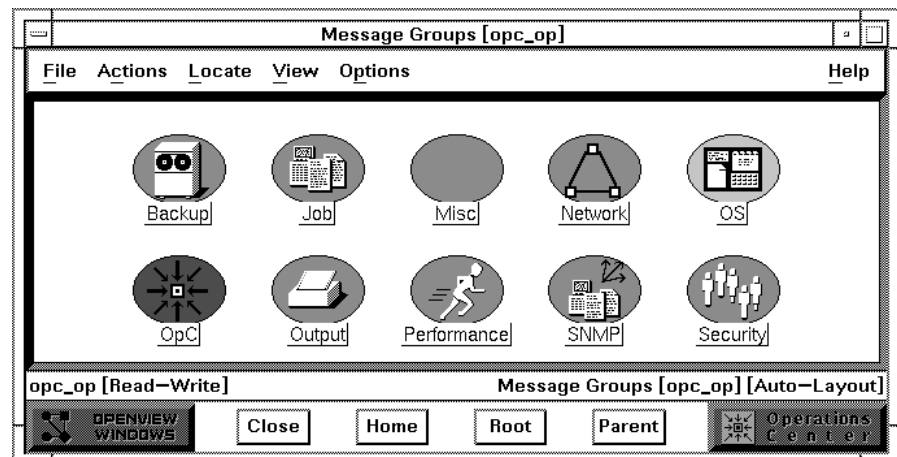 Message Groups [opc_op]
File Actions Locate View Options Help
Backup Job Misc Network OS
OpC Output Performance SNMP Security
opc_op [Read-Write] Message Groups [opc_op] [Auto-Layout]
OPENVIEW WINDOWS Close Home Root Parent Operations Center